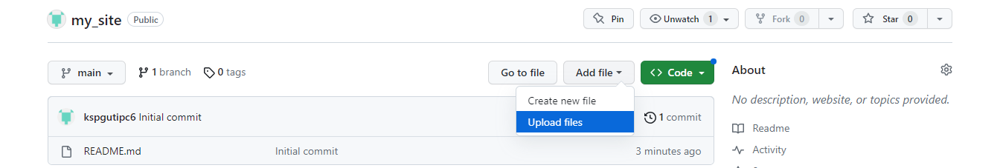 my_site Public Pin Unwatch 1 Fork 0 Star 0
main 1 branch 0 tags Go to file Add file Code About
Create new file
No description, website, or topics provided.
kspgutipc6 Initial commit Upload files 1 commit
Readme
README.md Initial commit 3 minutes ago Activity